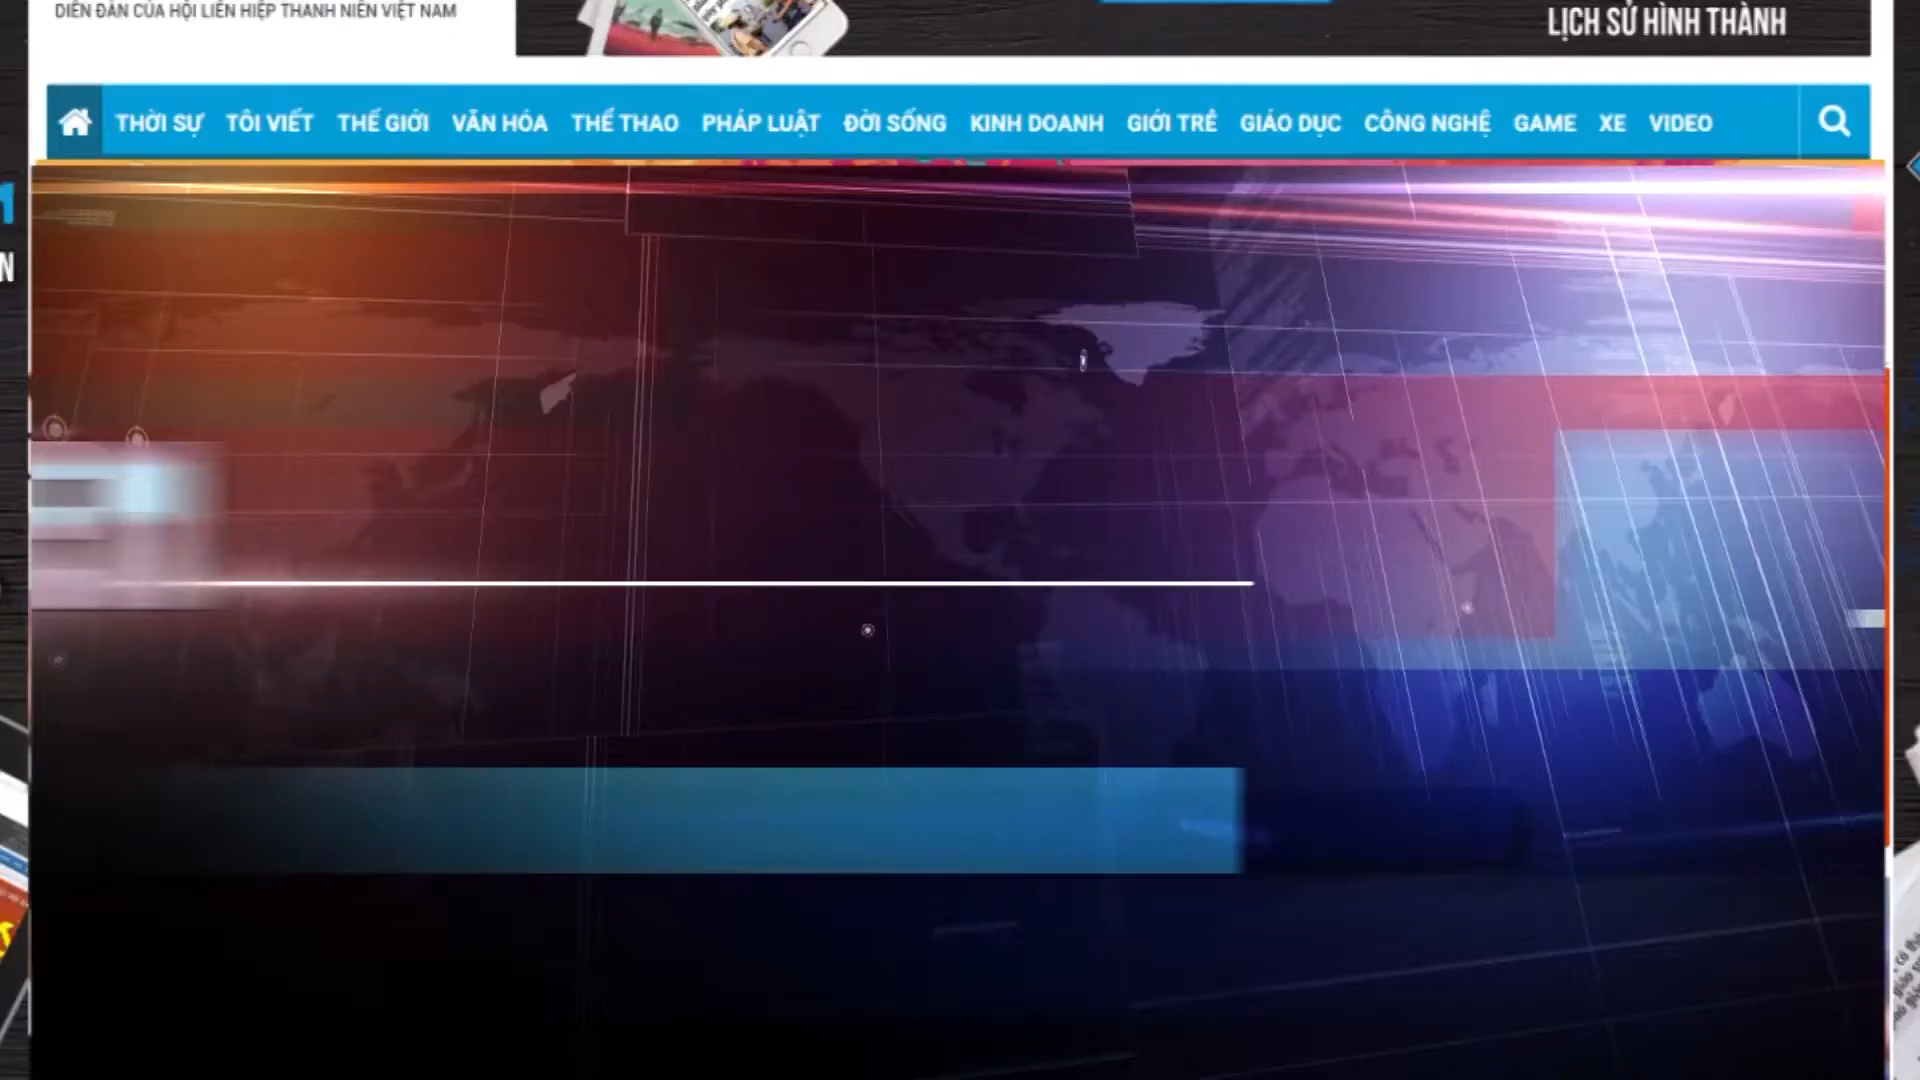 DIỄN ĐÀN CỦA HỘI LIÊN HIỆP THANH NIÊN VIỆT NAM
LỊCH SỬ HÌNH THÀNH
THỜI SỰ TÔI VIẾT THẾ GIỚI VĂN HÓA THỂ THAO PHÁP LUẬT ĐỜI SỐNG KINH DOANH GIỚI TRẺ GIÁO DỤC CÔNG NGHỆ GAME XE VIDEO